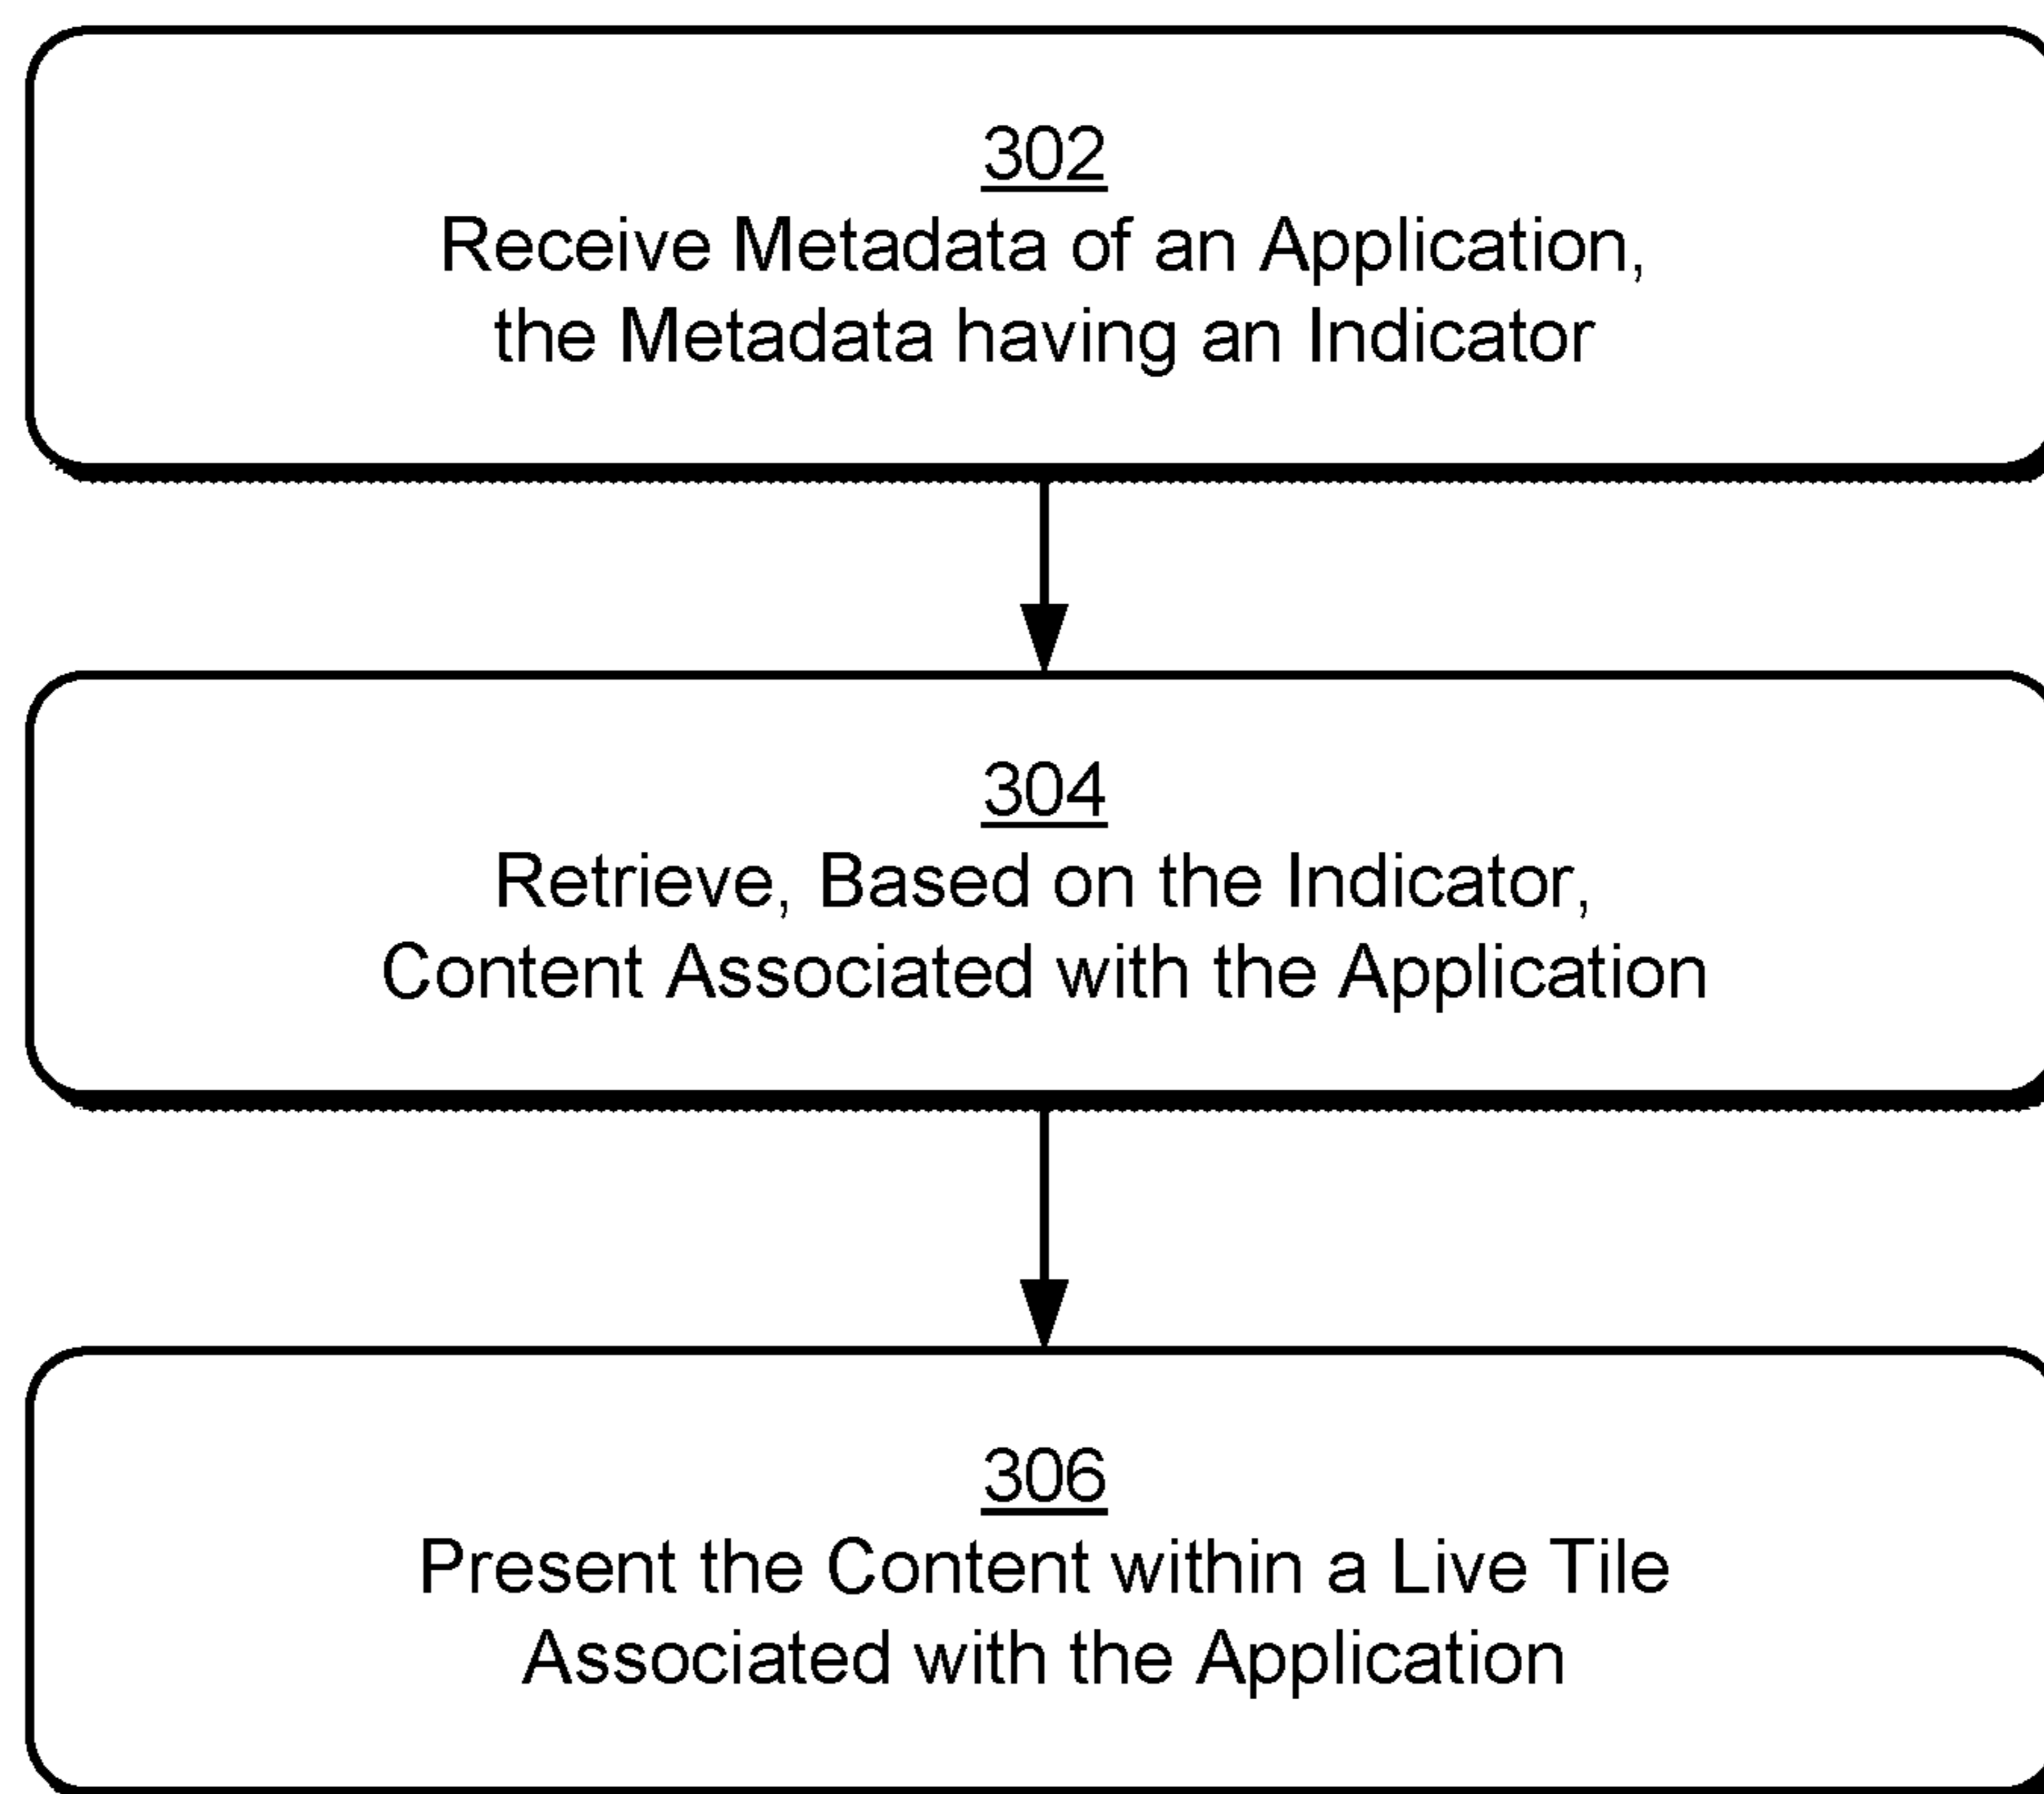 302
Receive Metadata of an Application,
the Metadata having an Indicator
304
Retrieve, Based on the Indicator,
Content Associated with the Application
306
Present the Content within a Live Tile
Associated with the Application